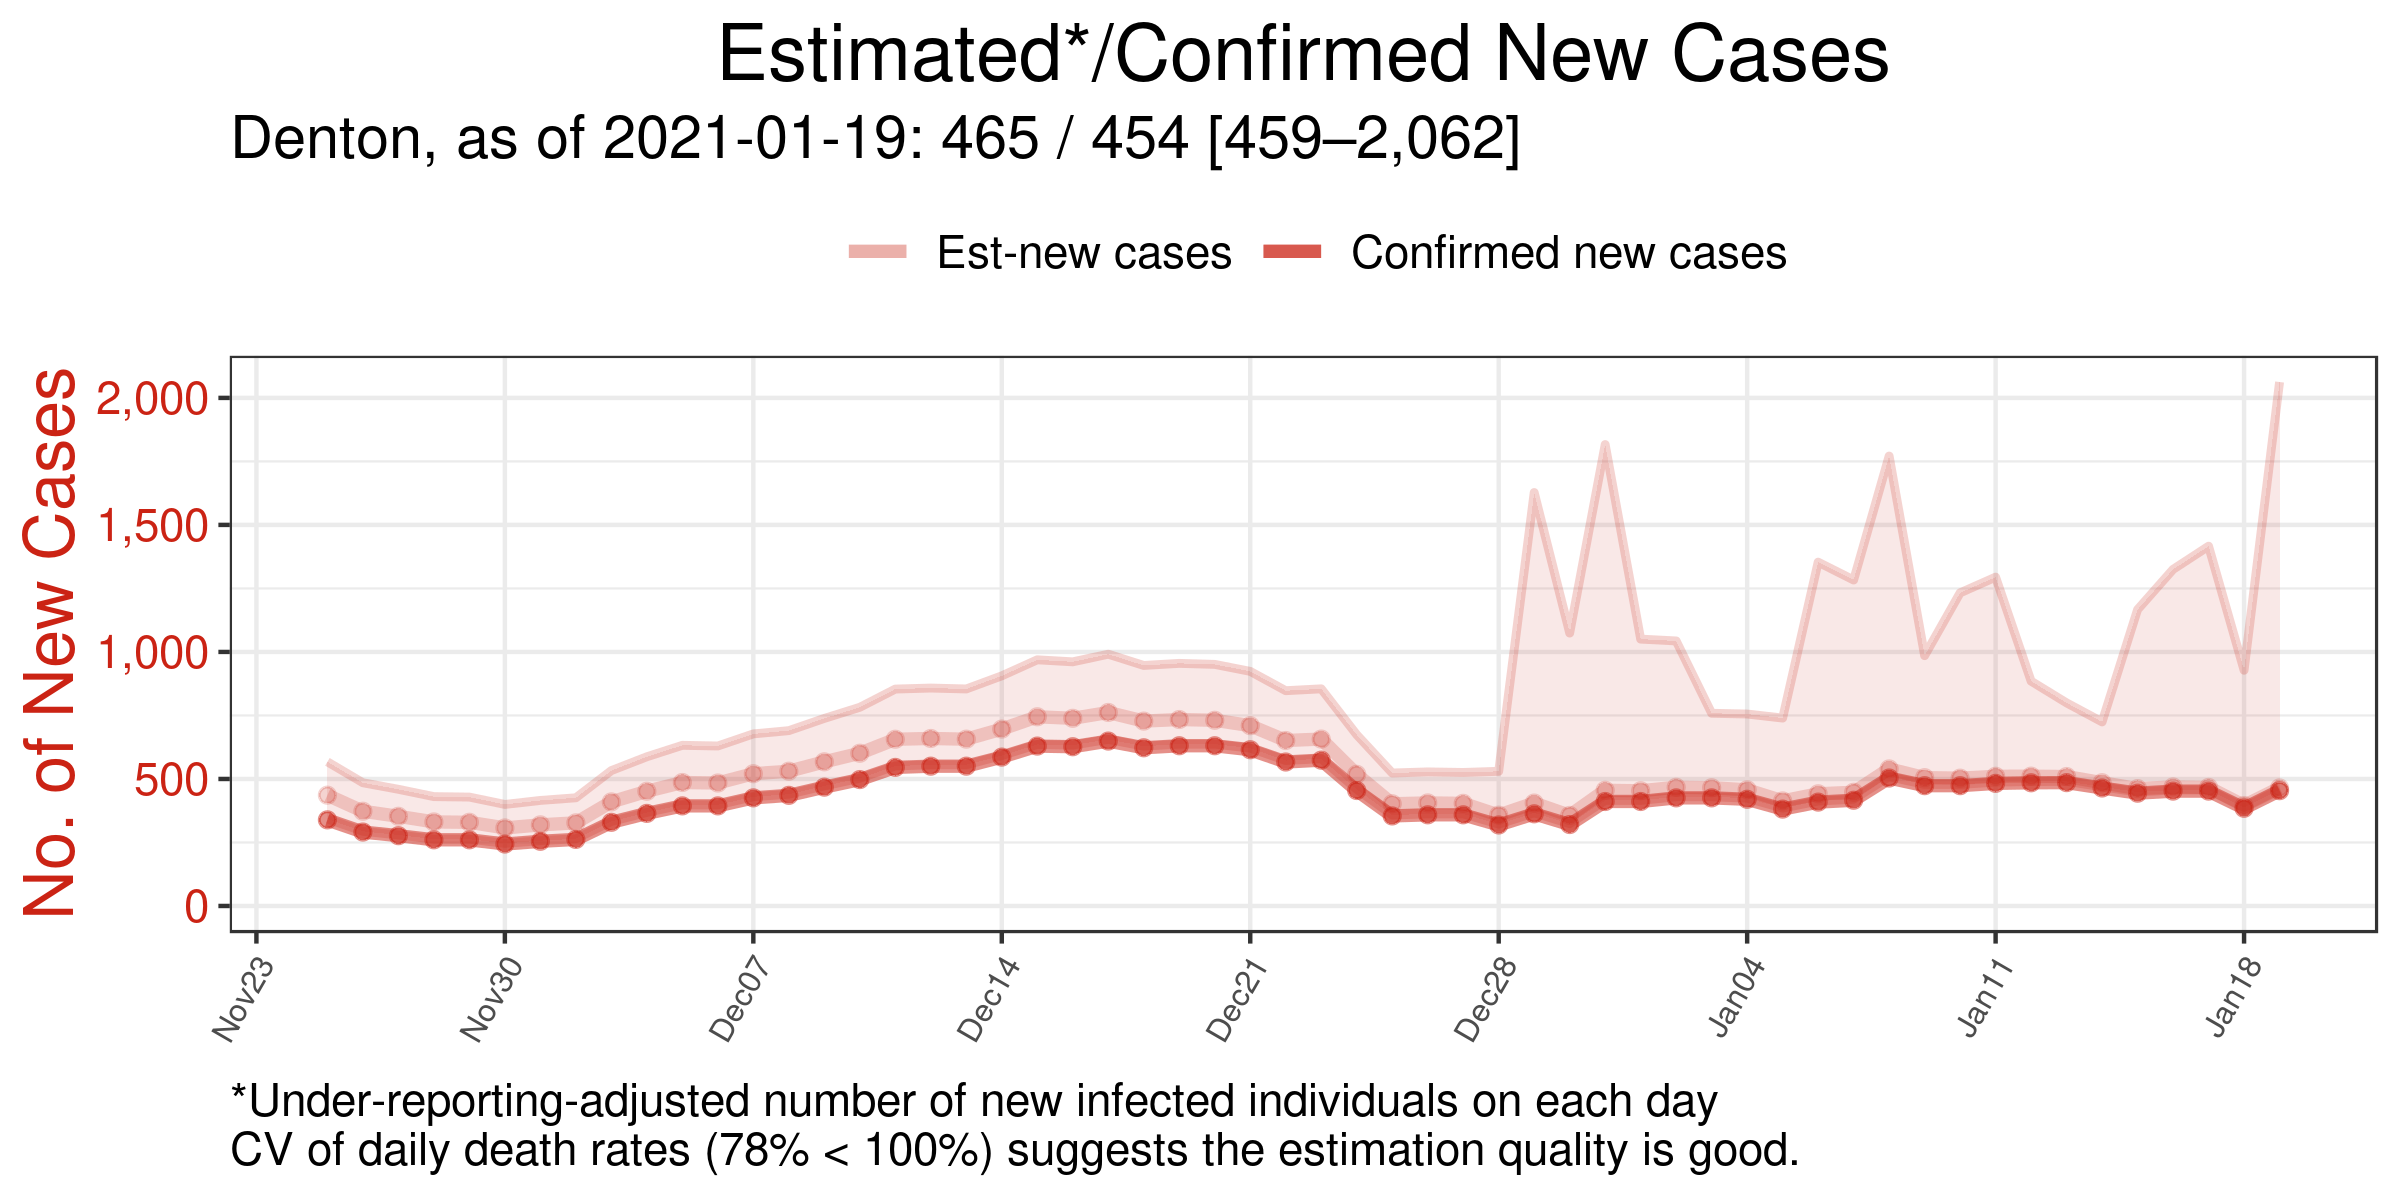 Estimated*/Confirmed New Cases
Denton, as of 2021-01-19: 465 / 454 [459–2,062]
Est-new cases
Confirmed new cases
No. of New Cases
2,000
1,500
1,000
500
0
Nov23
Nov30
Dec07
Dec14
Dec21
Dec28
Jan04
Jan11
Jan18
*Under-reporting-adjusted number of new infected individuals on each day
CV of daily death rates (78% < 100%) suggests the estimation quality is good.